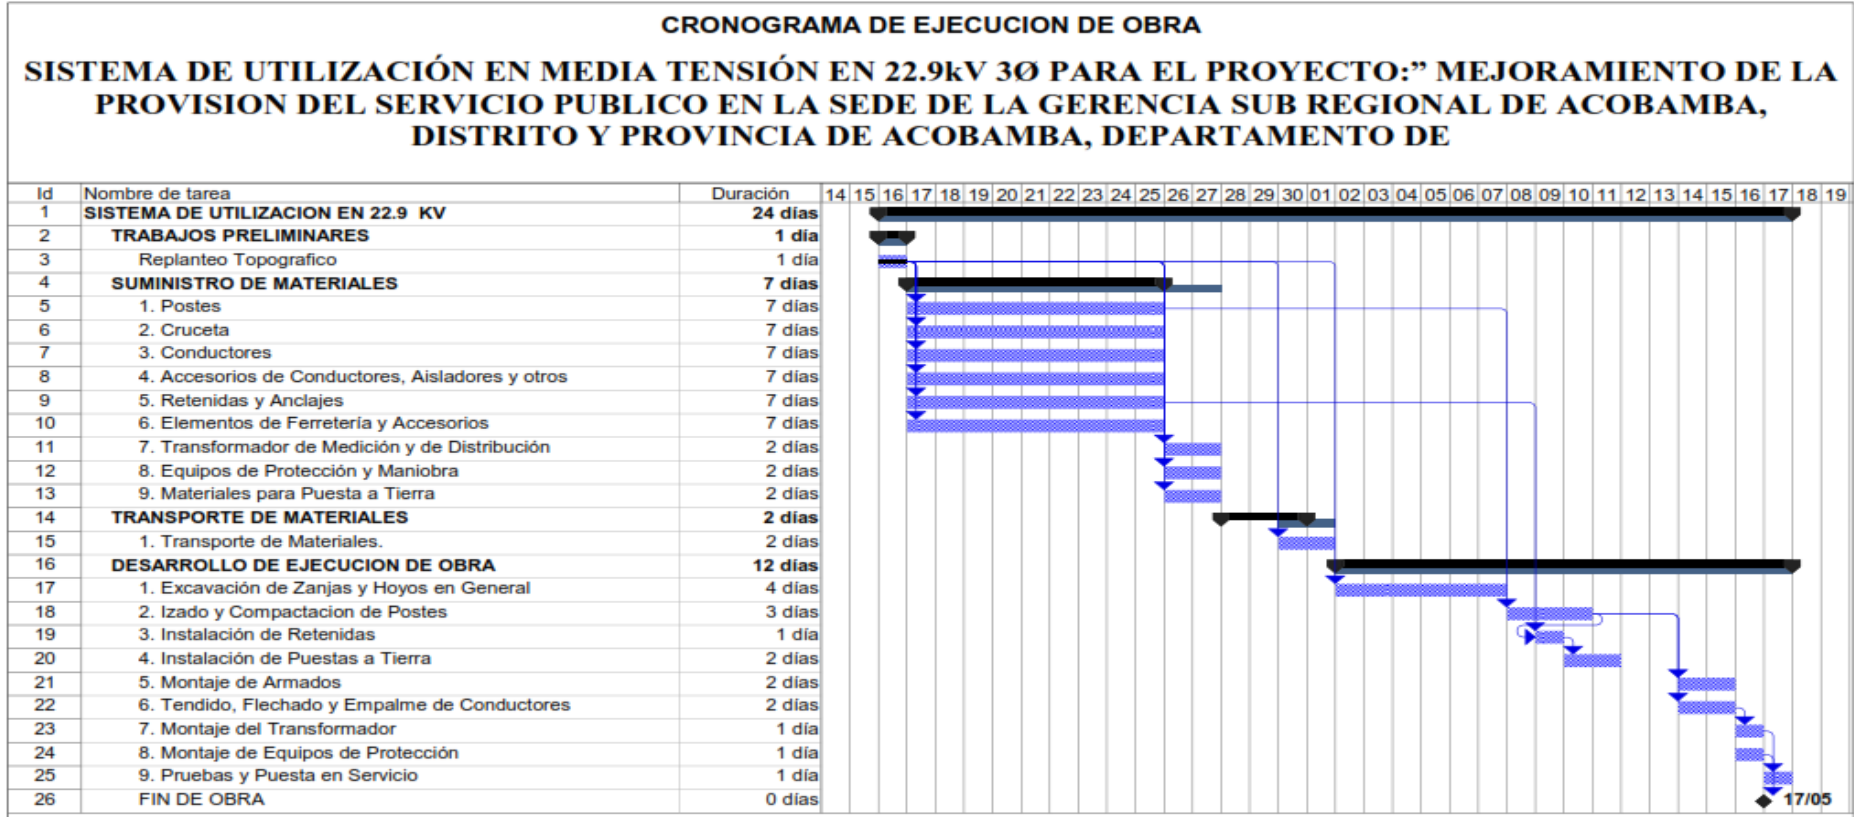 CRONOGRAMA DE EJECUCION DE OBRA
SISTEMA DE UTILIZACIÓN EN MEDIA TENSIÓN EN 22.9kV 3Ø PARA EL PROYECTO:” MEJORAMIENTO DE LA
PROVISION DEL SERVICIO PUBLICO EN LA SEDE DE LA GERENCIA SUB REGIONAL DE ACOBAMBA,
DISTRITO Y PROVINCIA DE ACOBAMBA, DEPARTAMENTO DE
Id Nombre de tarea Duración 14 15 16 17 18 19 20 21 22 23 24 25 26 27 28 29 30 01 02 03 04 05 06 07 08 09 10 11 12 13 14 15 16 17 18 19
1 SISTEMA DE UTILIZACION EN 22.9 KV 24 días
2 TRABAJOS PRELIMINARES 1 día
3 Replanteo Topografico 1 día
4 SUMINISTRO DE MATERIALES 7 días
5 1. Postes 7 días
6 2. Cruceta 7 días
7 3. Conductores 7 días
8 4. Accesorios de Conductores, Aisladores y otros 7 días
9 5. Retenidas y Anclajes 7 días
10 6. Elementos de Ferretería y Accesorios 7 días
11 7. Transformador de Medición y de Distribución 2 días
12 8. Equipos de Protección y Maniobra 2 días
13 9. Materiales para Puesta a Tierra 2 días
14 TRANSPORTE DE MATERIALES 2 días
15 1. Transporte de Materiales. 2 días
16 DESARROLLO DE EJECUCION DE OBRA 12 días
17 1. Excavación de Zanjas y Hoyos en General 4 días
18 2. Izado y Compactacion de Postes 3 días
19 3. Instalación de Retenidas 1 día
20 4. Instalación de Puestas a Tierra 2 días
21 5. Montaje de Armados 2 días
22 6. Tendido, Flechado y Empalme de Conductores 2 días
23 7. Montaje del Transformador 1 día
24 8. Montaje de Equipos de Protección 1 día
25 9. Pruebas y Puesta en Servicio 1 día
26 FIN DE OBRA 0 días 17/05